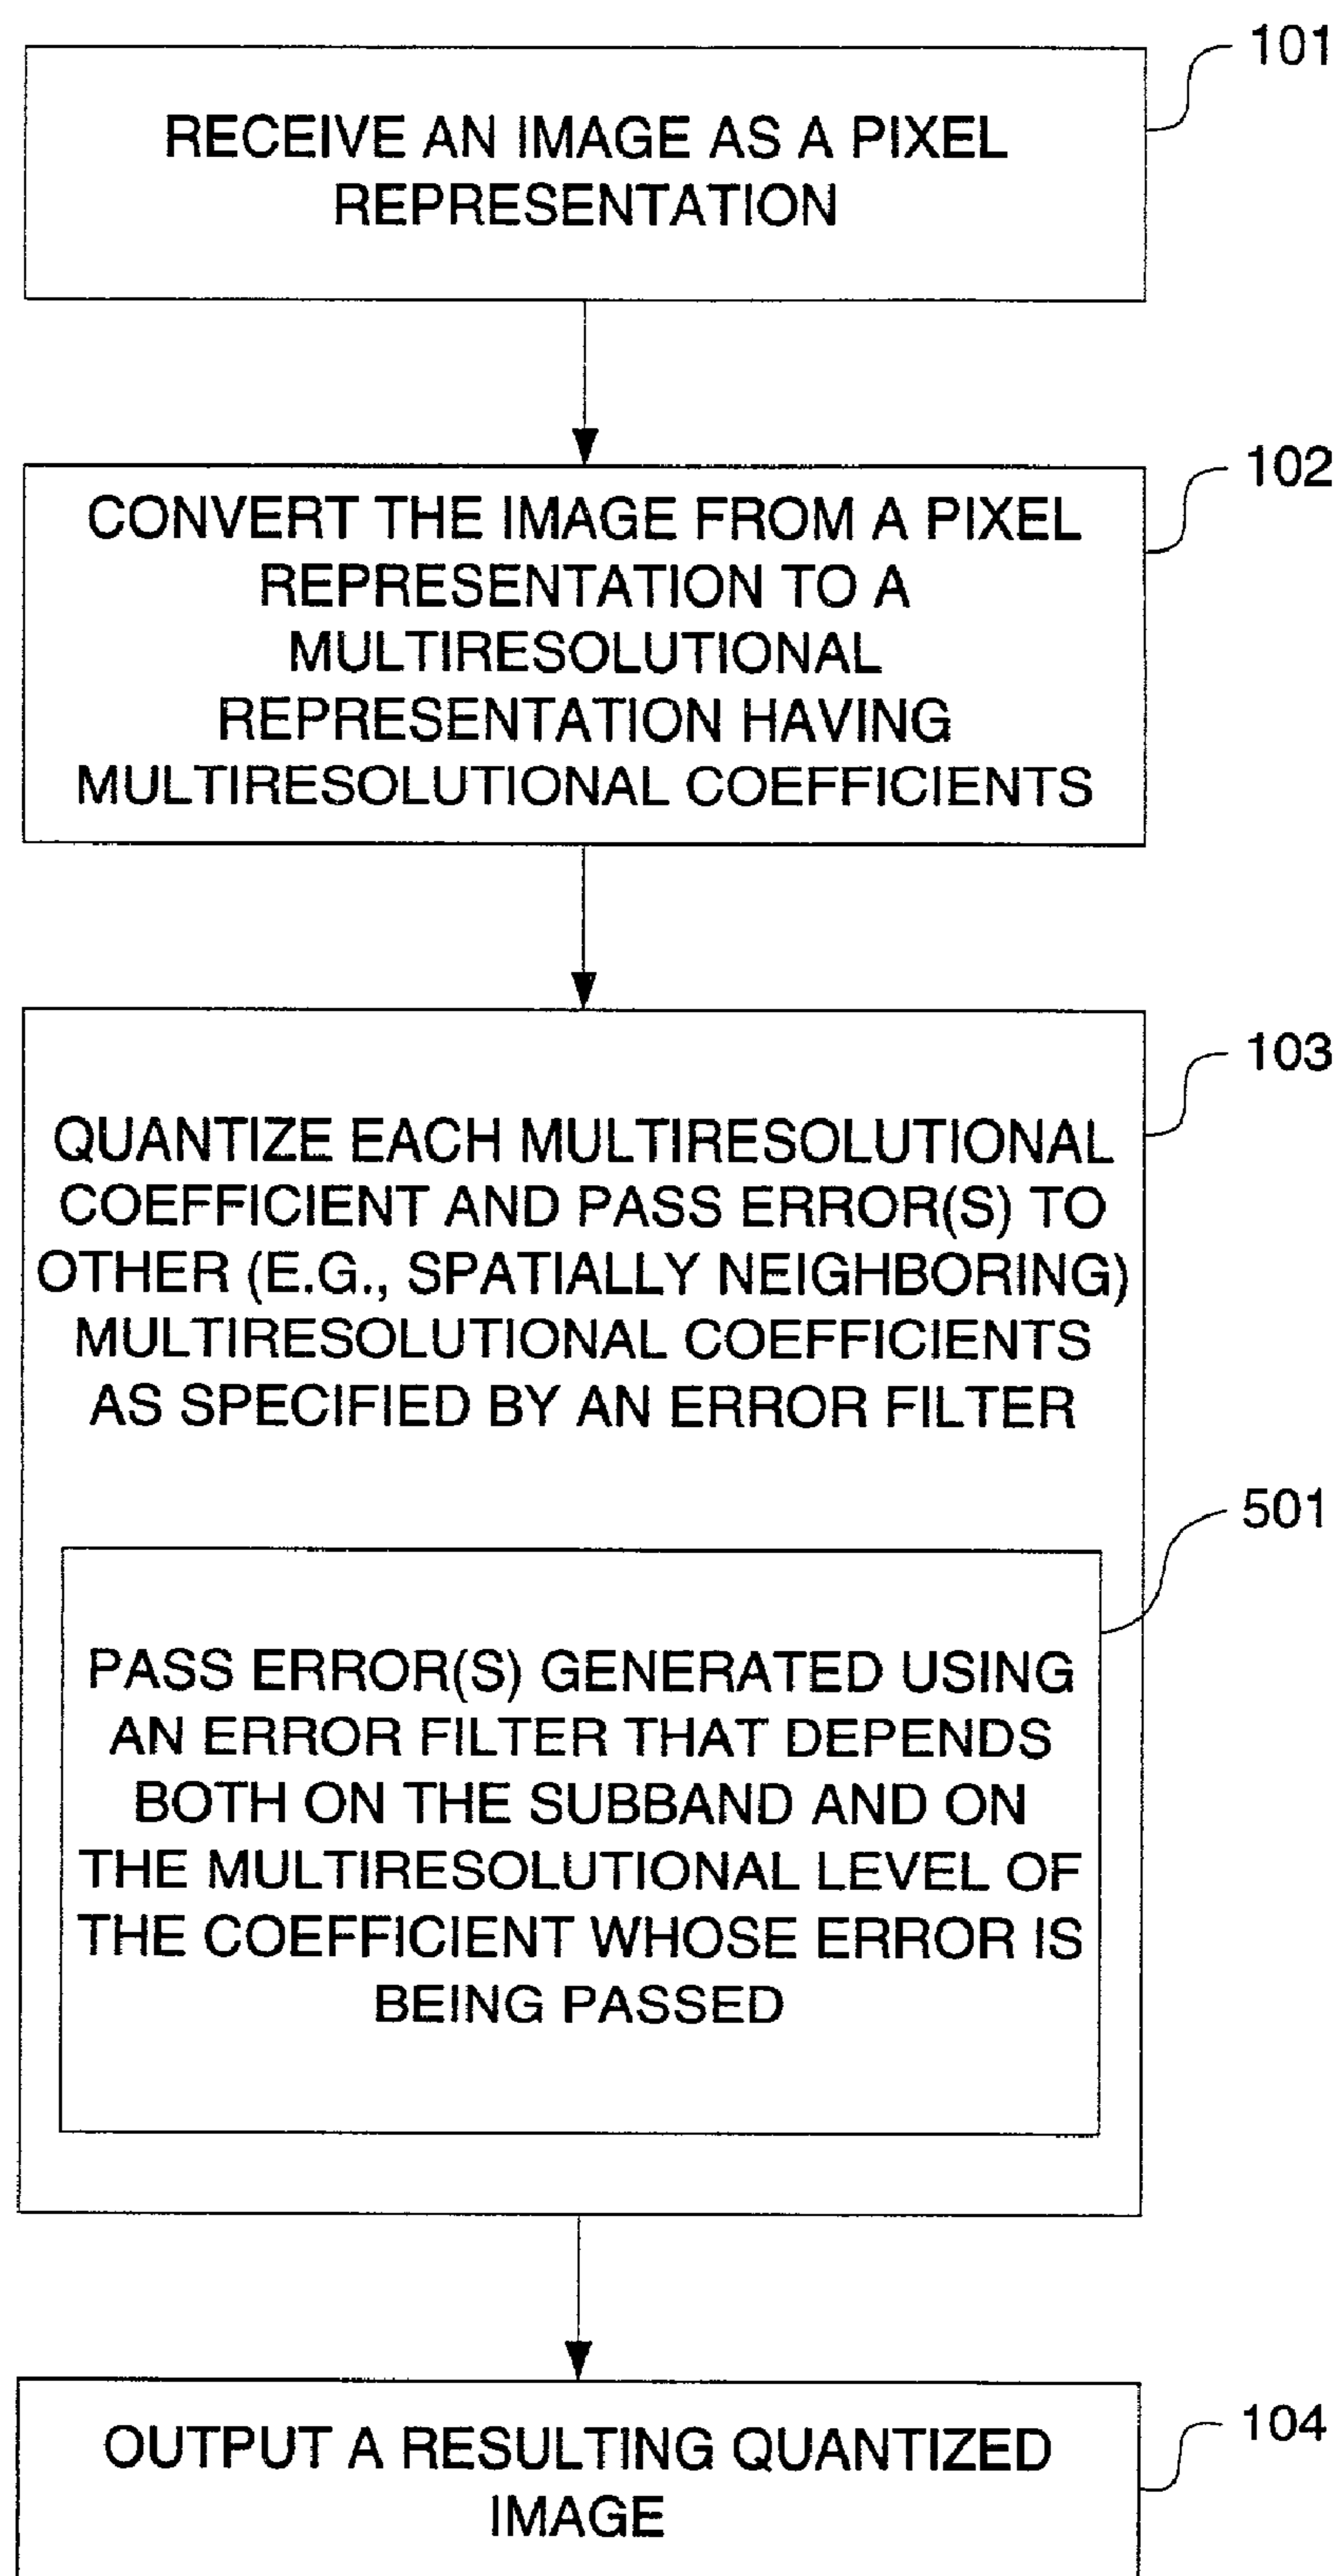 101
RECEIVE AN IMAGE AS A PIXEL
REPRESENTATION
102
CONVERT THE IMAGE FROM A PIXEL
REPRESENTATION TO A
MULTIRESOLUTIONAL
REPRESENTATION HAVING
MULTIRESOLUTIONAL COEFFICIENTS
103
QUANTIZE EACH MULTIRESOLUTIONAL
COEFFICIENT AND PASS ERROR(S) TO
OTHER (E.G., SPATIALLY NEIGHBORING)
MULTIRESOLUTIONAL COEFFICIENTS
AS SPECIFIED BY AN ERROR FILTER
501
PASS ERROR(S) GENERATED USING
AN ERROR FILTER THAT DEPENDS
BOTH ON THE SUBBAND AND ON
THE MULTIRESOLUTIONAL LEVEL OF
THE COEFFICIENT WHOSE ERROR IS
BEING PASSED
104
OUTPUT A RESULTING QUANTIZED
IMAGE